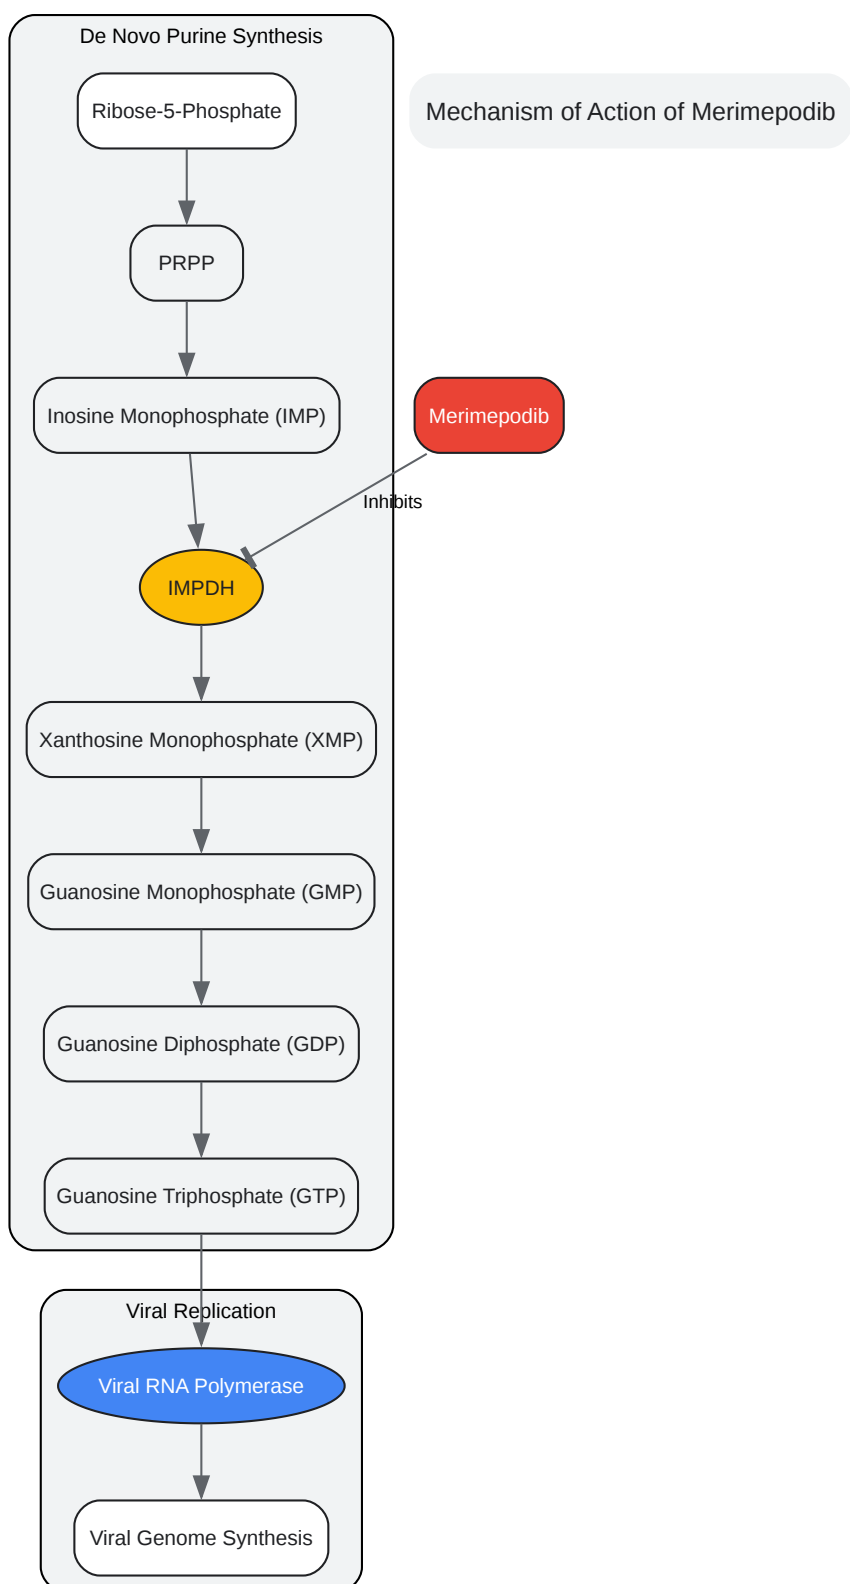 De Novo Purine Synthesis
Ribose-5-Phosphate
Mechanism of Action of Merimepodib
PRPP
Inosine Monophosphate (IMP)
Merimepodib
Inhibits
IMPDH
Xanthosine Monophosphate (XMP)
Guanosine Monophosphate (GMP)
Guanosine Diphosphate (GDP)
Guanosine Triphosphate (GTP)
Viral Replication
Viral RNA Polymerase
Viral Genome Synthesis